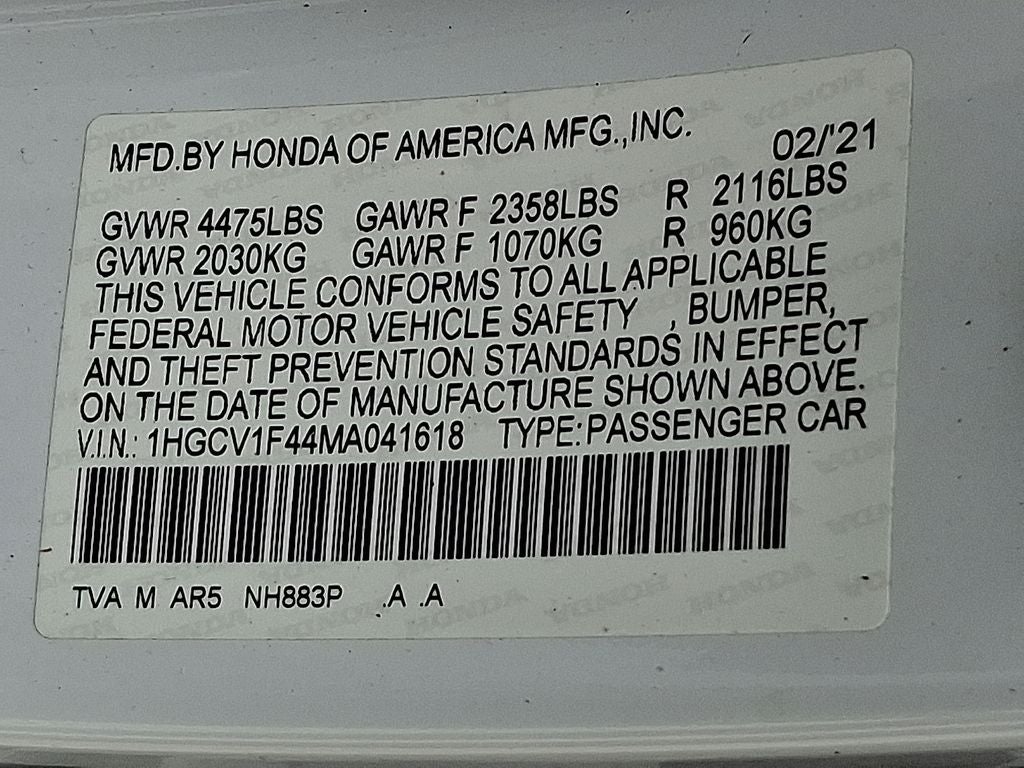 MFD.BY HONDA OF AMERICA MFG.,INC. 02/'21
GVWR 4475LBS GAWR F 2358LBS R 2116LBS
GVWR 2030KG GAWR F 1070KG R 960KG
THIS VEHICLE CONFORMS TO ALL APPLICABLE
FEDERAL MOTOR VEHICLE SAFETY , BUMPER,
AND THEFT PREVENTION STANDARDS IN EFFECT
ON THE DATE OF MANUFACTURE SHOWN ABOVE.
V.I.N.: 1HGCV1F44MA041618 TYPE:PASSENGER CAR
TVA M AR5 NH883P .A .A